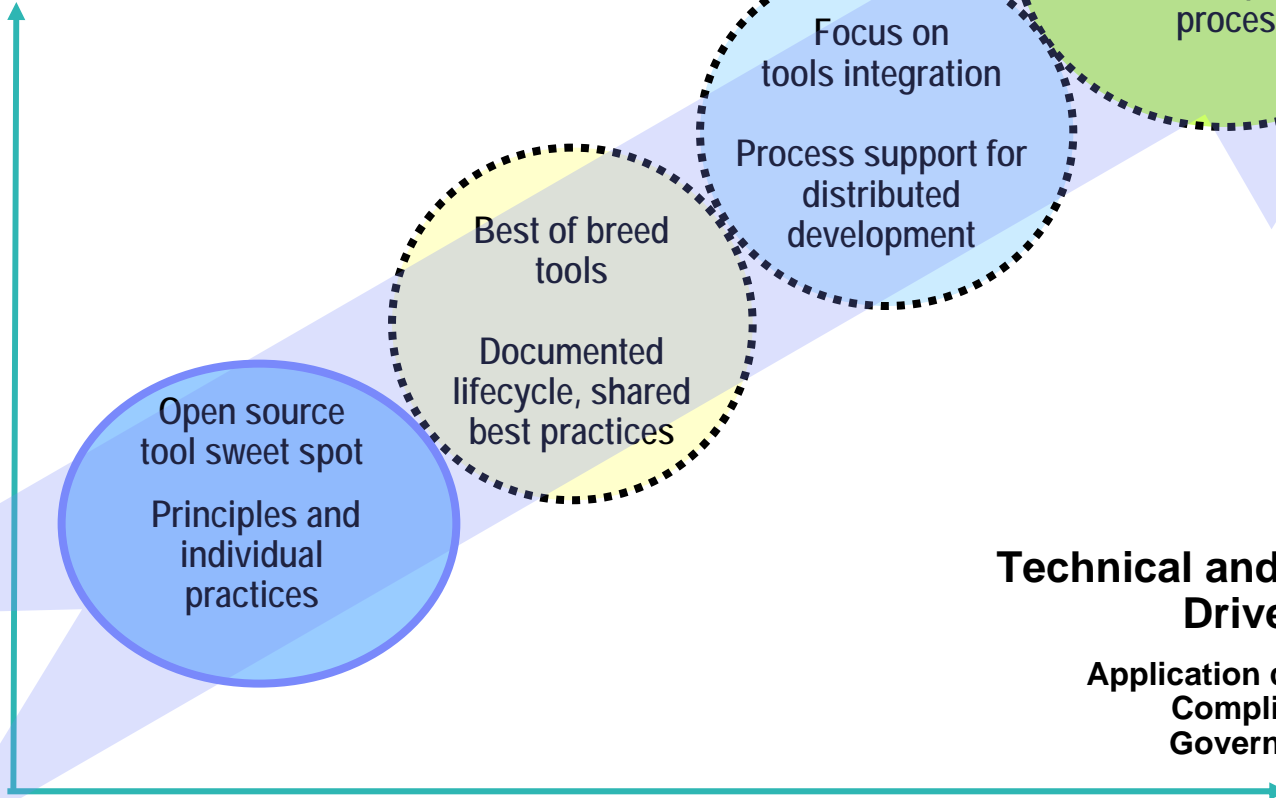 Focus on
tools integration
Process support for
distributed
development
Best of breed
tools
Documented
lifecycle, shared
best practices
Open source
tool sweet spot
Principles and
individual
practices
Technical and
Application